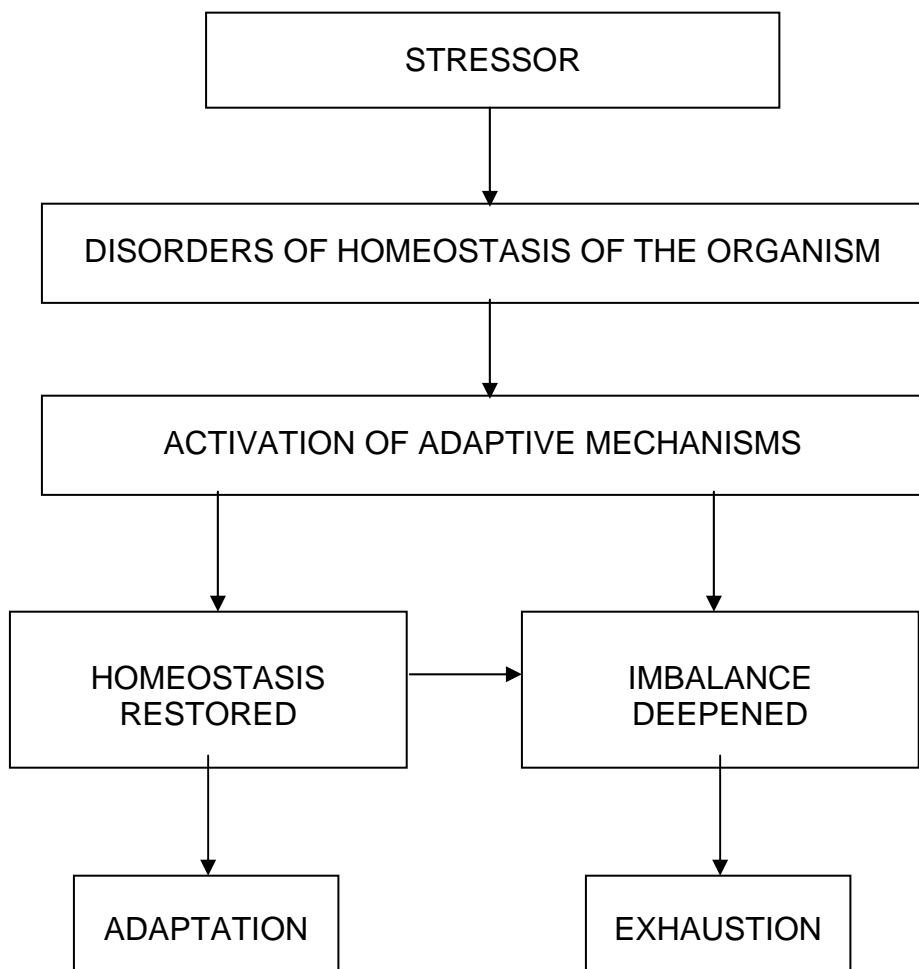 STRESSOR
DISORDERS OF HOMEOSTASIS OF THE ORGANISM
ACTIVATION OF ADAPTIVE MECHANISMS
HOMEOSTASIS
RESTORED
IMBALANCE
DEEPENED
ADAPTATION
EXHAUSTION